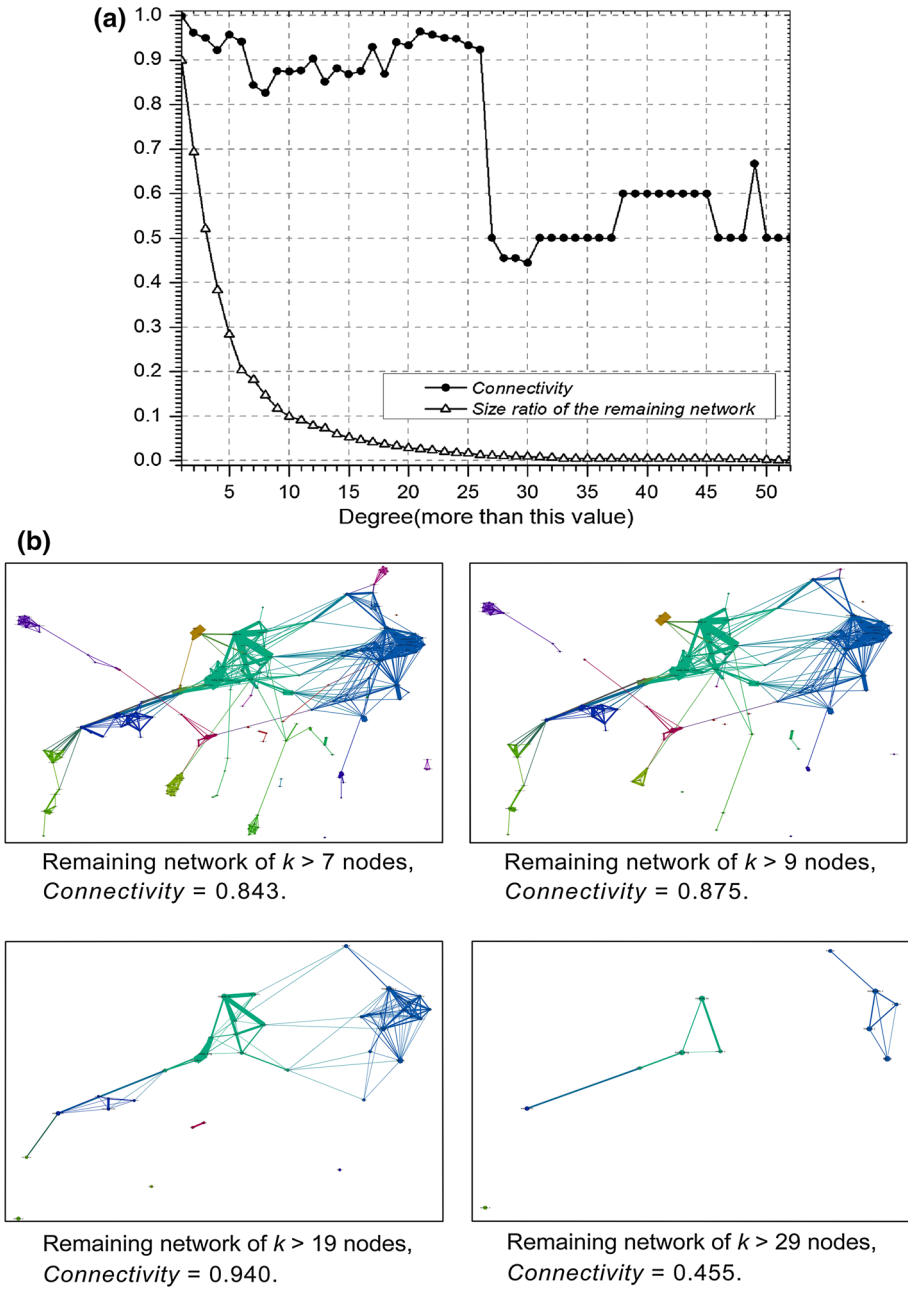 (a)
1.0
0.9
0.8
0.7
0.6
0.5
0.4
0.3
0.2
0.1
0.0
Connectivity
Size ratio of the remaining network
5 10 15 20 25 30 35 40 45 50
Degree(more than this value)
(b)
Remaining network of k > 7 nodes,
Connectivity = 0.843.
Remaining network of k > 9 nodes,
Connectivity = 0.875.
Remaining network of k > 19 nodes,
Connectivity = 0.940.
Remaining network of k > 29 nodes,
Connectivity = 0.455.